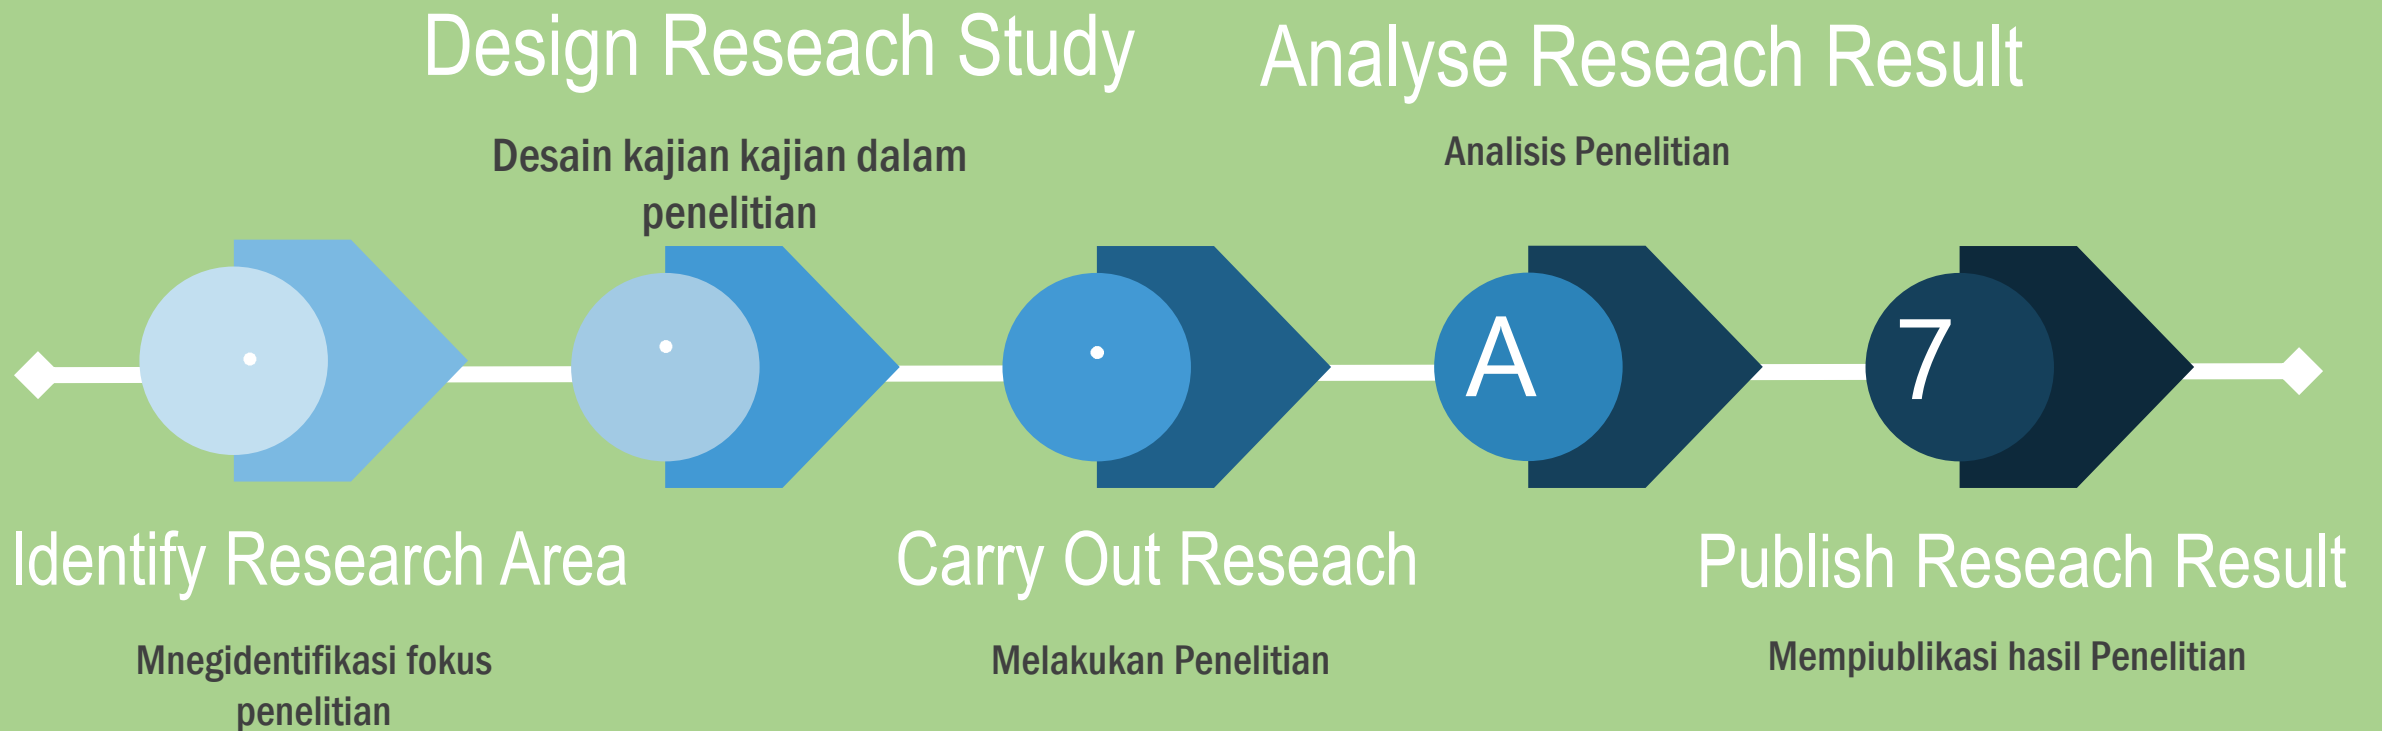 Design Reseach Study
Desain kajian kajian dalam
penelitian
Analyse Reseach Result
Analisis Penelitian
A
7
Identify Research Area
Mnegidentifikasi fokus
penelitian
Carry Out Reseach
Melakukan Penelitian
Publish Reseach Result
Mempiublikasi hasil Penelitian